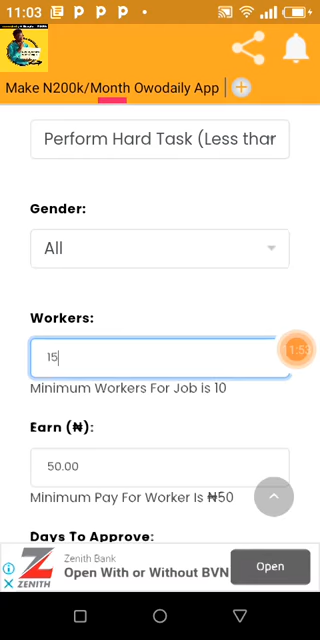 11:03
Make N200k/Month Owodaily App
Perform Hard Task (Less than
Gender:
All
Workers:
15
11:53
Minimum Workers For Job is 10
Earn (₦):
50.00
Minimum Pay For Worker Is ₦50
Days To Approve:
Zenith Bank
Open With or Without BVN
Open
ZENITH